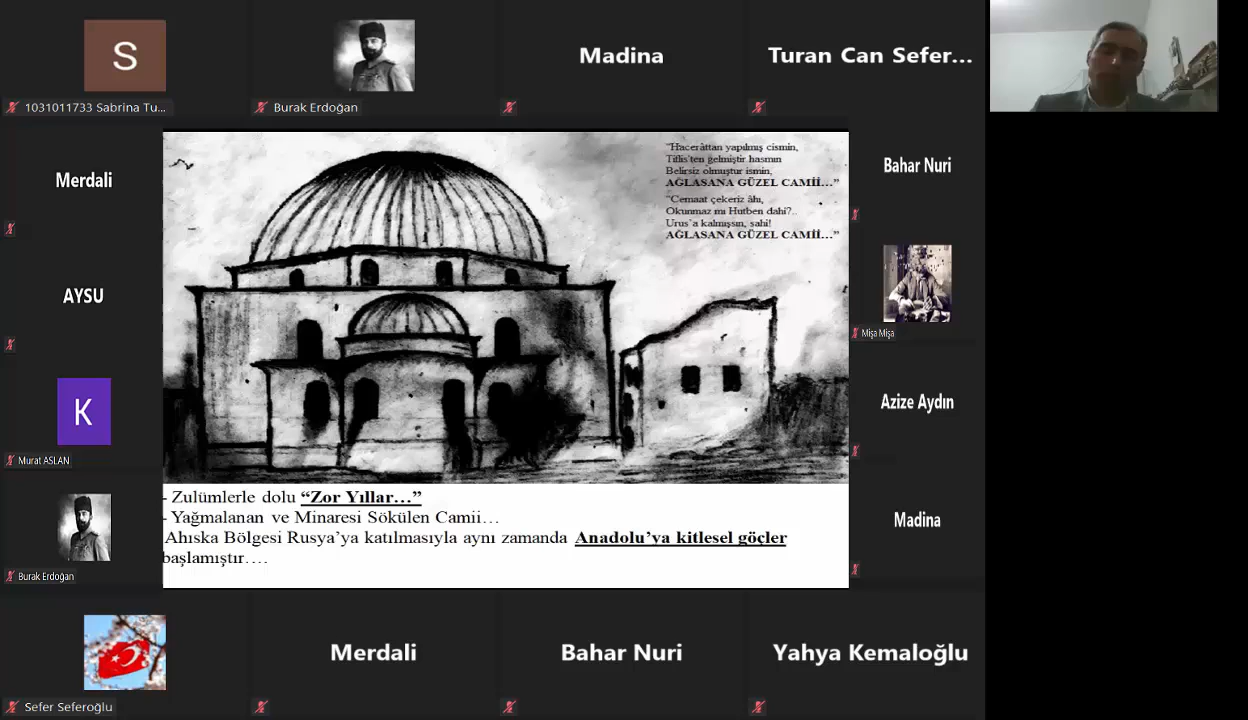 S
1031011733 Sabrina Tu...
Burak Erdoğan
Madina
Turan Can Sefer...
Merdali
AYSU
K
Murat ASLAN
Burak Erdoğan
"Hacerâttan yapılmış cismin,
Tiflis'ten gelmiştir hasmın
Belirsiz olmuştur ismin,
AĞLASANA GÜZEL CAMİİ…"
"Cemaat çekeriz âhı,
Okunmaz mı Hutben dahi?..
Urus'a kalmışsın, sahi!
AĞLASANA GÜZEL CAMİİ…"
- Zulümlerle dolu "Zor Yıllar…"
- Yağmalanan ve Minaresi Sökülen Camii…
Ahıska Bölgesi Rusya'ya katılmasıyla aynı zamanda Anadolu'ya kitlesel göçler
başlamıştır….
Bahar Nuri
Mişa Mişa
Azize Aydın
Madina
Sefer Seferoğlu
Merdali
Bahar Nuri
Yahya Kemaloğlu